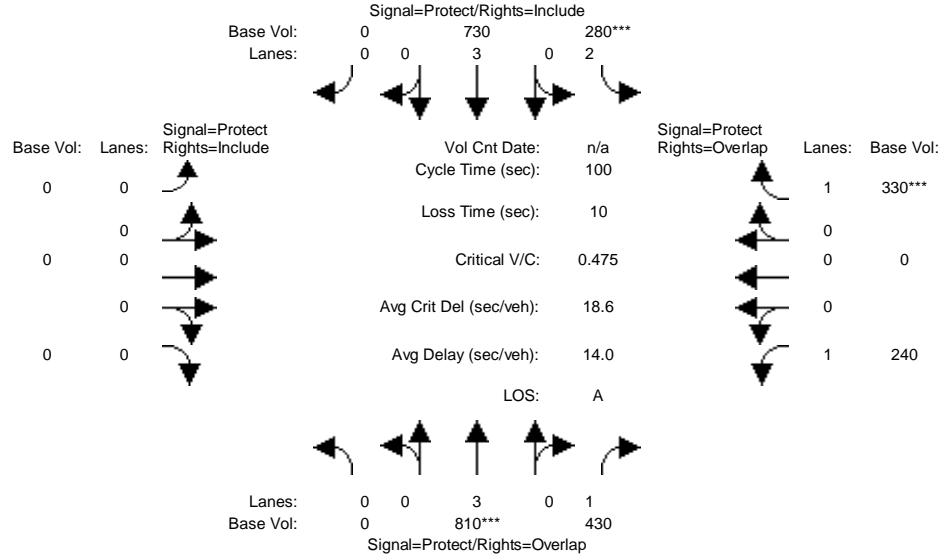 Signal=Protect/Rights=Include
Base Vol: 0 730 280***
Lanes: 0 0 3 0 2
Signal=Protect
Base Vol: Lanes: Rights=Include
Vol Cnt Date: n/a
Signal=Protect
Rights=Overlap Lanes: Base Vol:
Cycle Time (sec): 100
0 0
1 330***
Loss Time (sec): 10
0
0
0 0
Critical V/C: 0.475
0 0
0
Avg Crit Del (sec/veh): 18.6
0
0 0
Avg Delay (sec/veh): 14.0
1 240
LOS: A
Lanes: 0 0 3 0 1
Base Vol: 0 810*** 430
Signal=Protect/Rights=Overlap